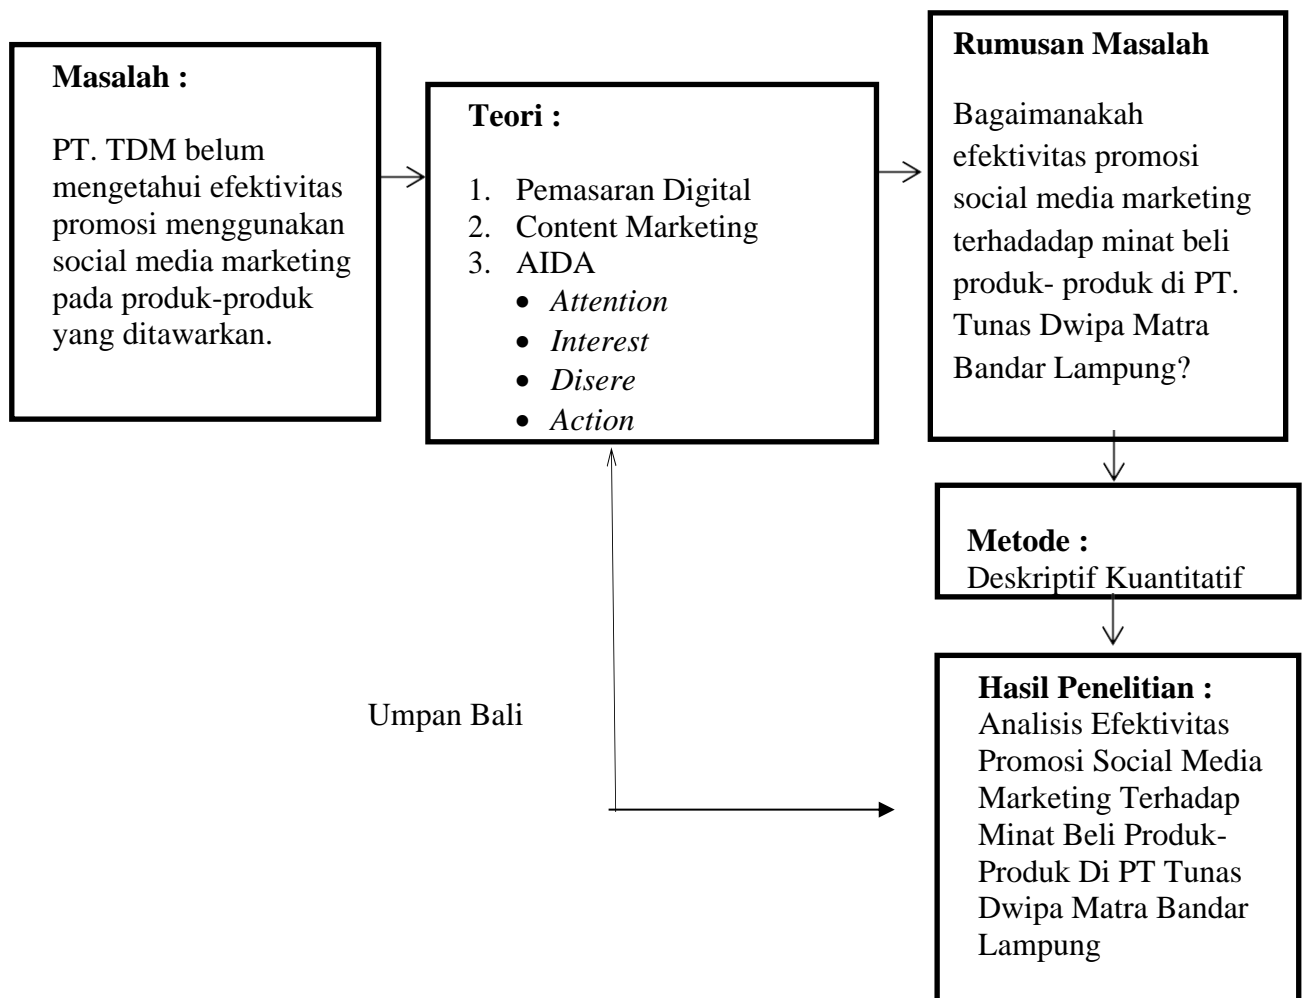 Masalah :
PT. TDM belum
mengetahui efektivitas
promosi menggunakan
social media marketing
pada produk-produk
yang ditawarkan.
Teori :
1. Pemasaran Digital
2. Content Marketing
3. AIDA
• Attention
• Interest
• Disere
• Action
Rumusan Masalah
Bagaimanakah
efektivitas promosi
social media marketing
terhadadap minat beli
produk- produk di PT.
Tunas Dwipa Matra
Bandar Lampung?
Metode :
Deskriptif Kuantitatif
Umpan Bali
Hasil Penelitian :
Analisis Efektivitas
Promosi Social Media
Marketing Terhadap
Minat Beli Produk-
Produk Di PT Tunas
Dwipa Matra Bandar
Lampung